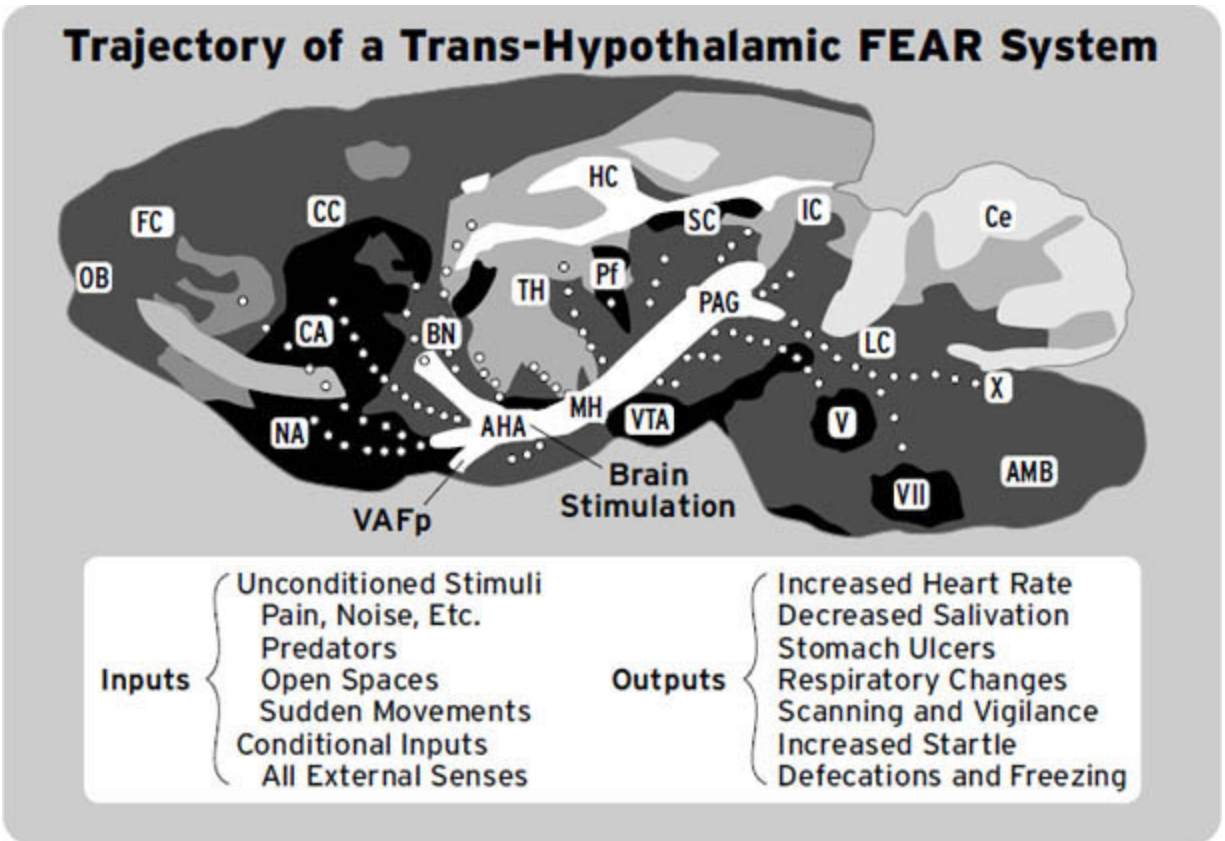 Trajectory of a Trans-Hypothalamic FEAR System
HC
CC
FC
SC
IC
Ce
OB
TH
Pf
PAG
CA
BN
LC
X
NA
AHA
MH
VTA
V
Brain
Stimulation
AMB
VII
VAFp
Inputs
Unconditioned Stimuli
Pain, Noise, Etc.
Predators
Open Spaces
Sudden Movements
Conditional Inputs
All External Senses
Outputs
Increased Heart Rate
Decreased Salivation
Stomach Ulcers
Respiratory Changes
Scanning and Vigilance
Increased Startle
Defecations and Freezing